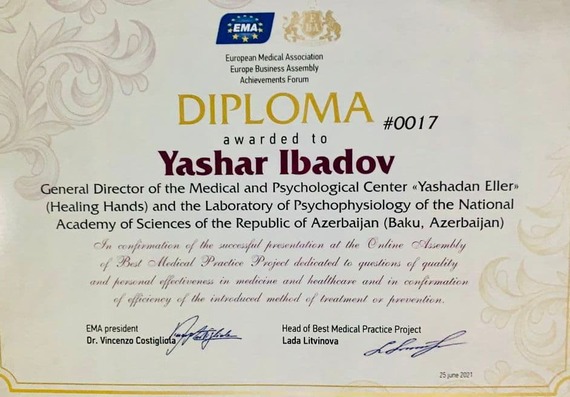 EMA
European Medical Association
Europe Business Assembly
Achievements Forum
DIPLOMA #0017
awarded to
Yashar Ibadov
General Director of the Medical and Psychological Center «Yashadan Eller»
(Healing Hands) and the Laboratory of Psychophysiology of the National
Academy of Sciences of the Republic of Azerbaijan (Baku, Azerbaijan)
In confirmation of the successful presentation at the Online Assembly
of Best Medical Practice Project dedicated to questions of quality
and personal effectiveness in medicine and healthcare and in confirmation
of efficiency of the introduced method of treatment or prevention.
EMA president
Dr. Vincenzo Costigliola
Head of Best Medical Practice Project
Lada Litvinova
25 june 2021